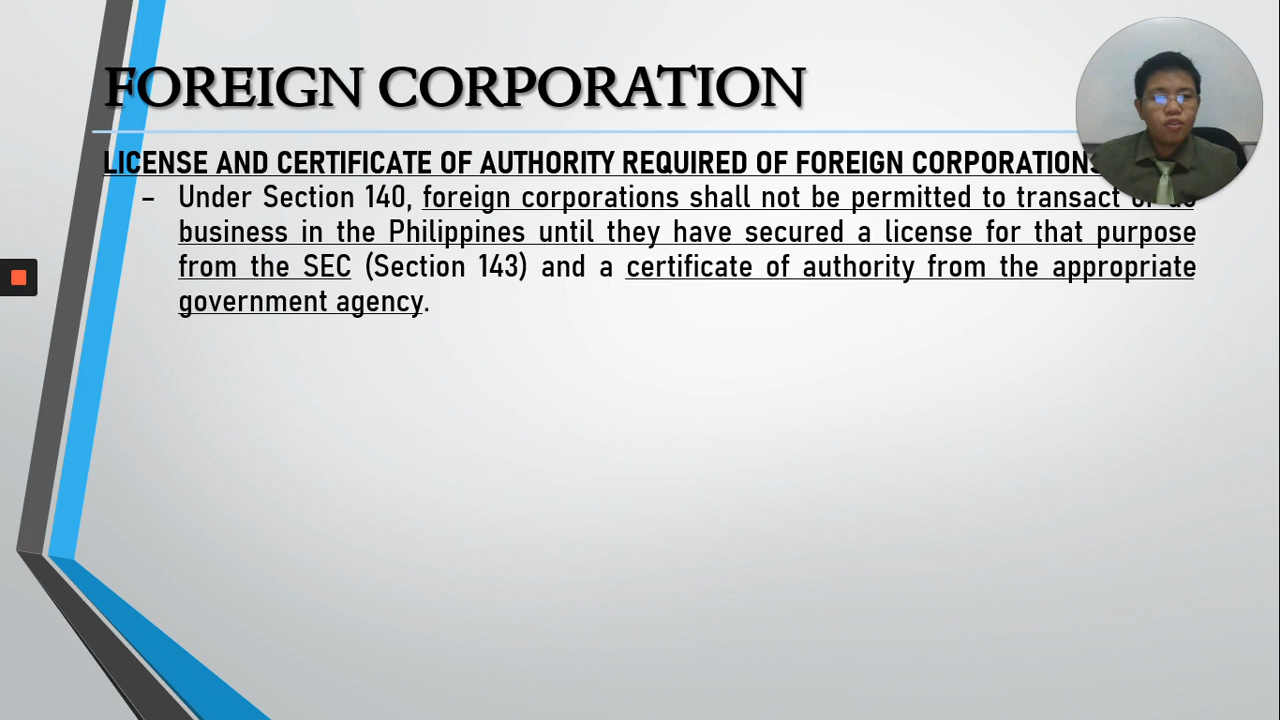 FOREIGN CORPORATION
LICENSE AND CERTIFICATE OF AUTHORITY REQUIRED OF FOREIGN CORPORATIONS
– Under Section 140, foreign corporations shall not be permitted to transact or
business in the Philippines until they have secured a license for that purpose
from the SEC (Section 143) and a certificate of authority from the appropriate
government agency.